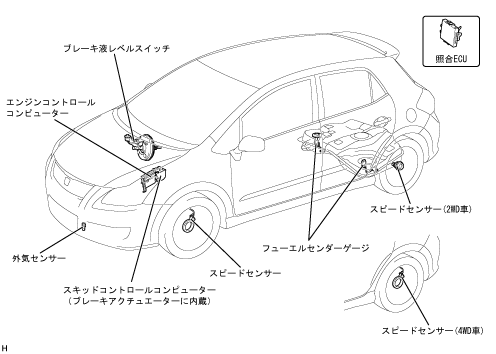 ブレーキ液レベルスイッチ
照合ECU
エンジンコントロール
コンピューター
スピードセンサー(2WD車)
フューエルセンダーゲージ
外気センサー
スピードセンサー
スキッドコントロールコンピューター
(ブレーキアクチュエーターに内蔵)
スピードセンサー(4WD車)
H